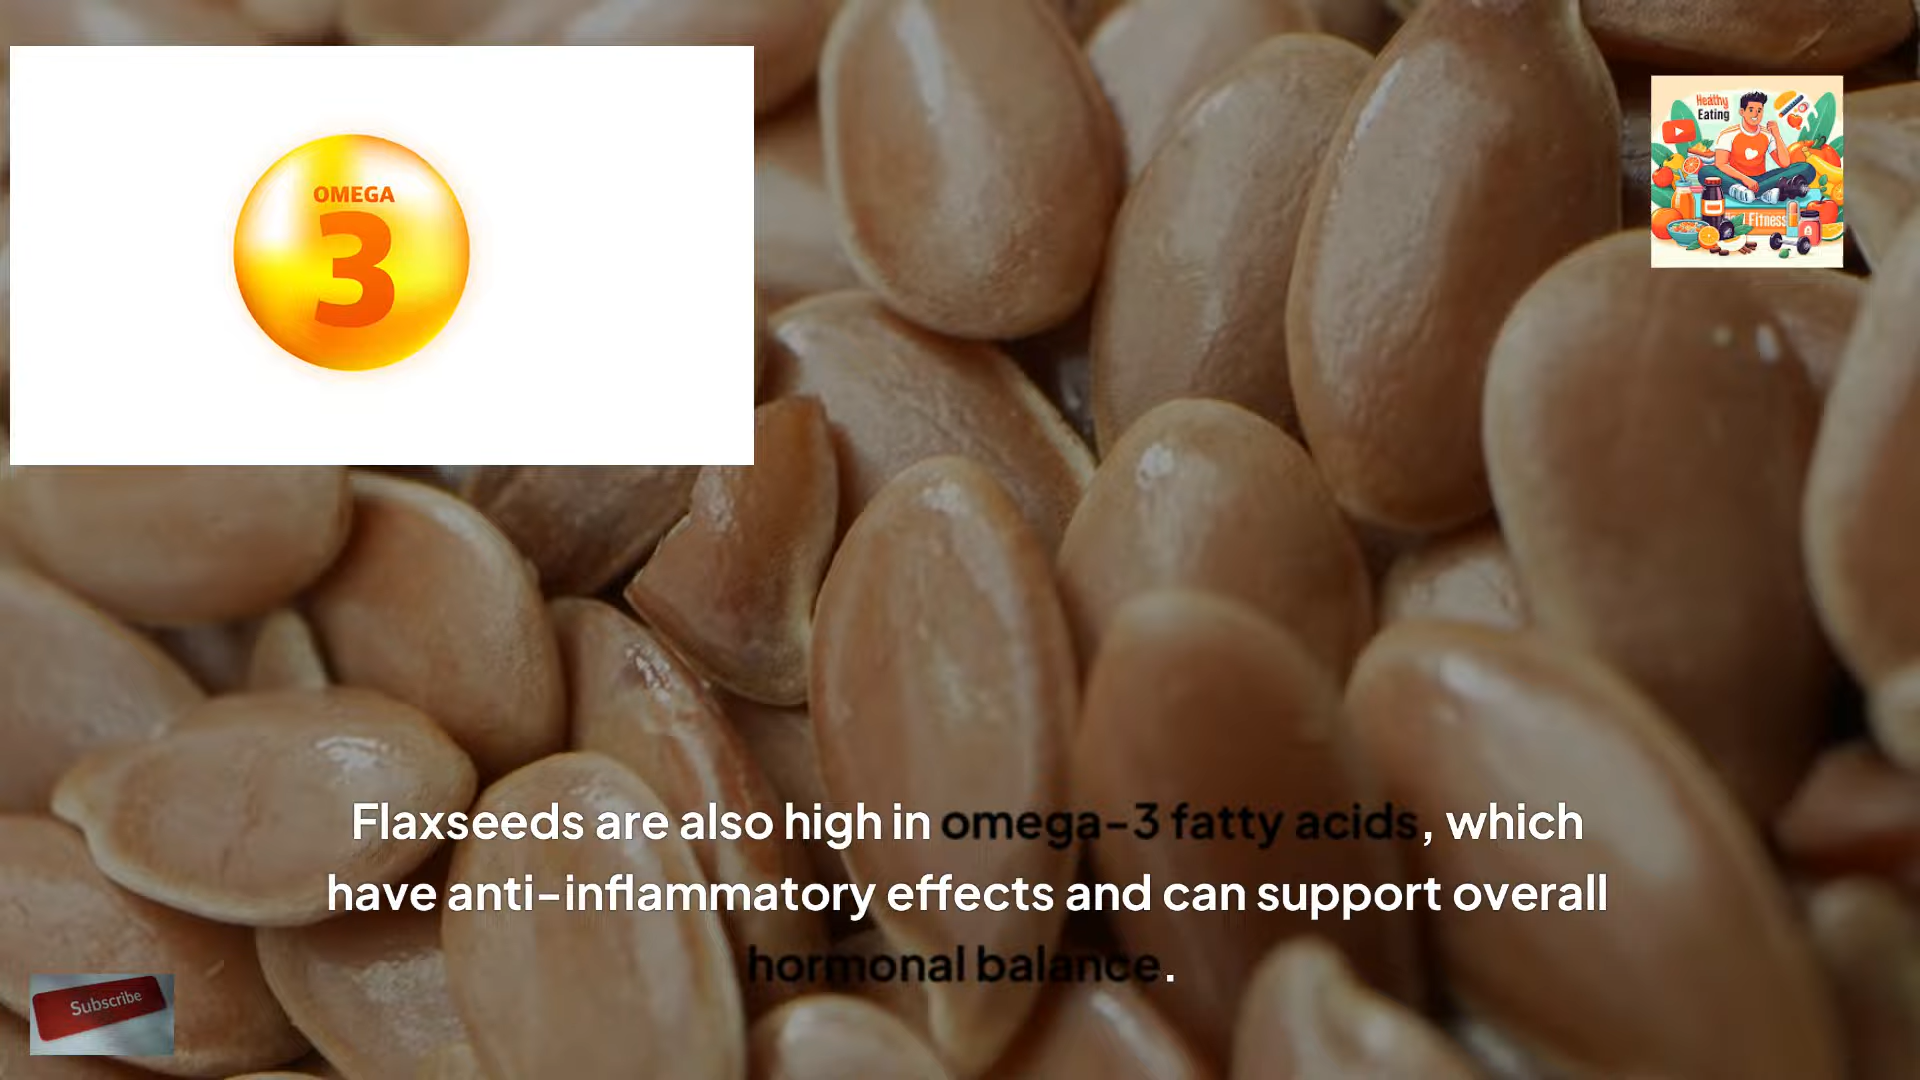 OMEGA
3
Healthy
Eating
Fitness
Flaxseeds are also high in omega-3 fatty acids, which
have anti-inflammatory effects and can support overall
hormonal balance.
Subscribe